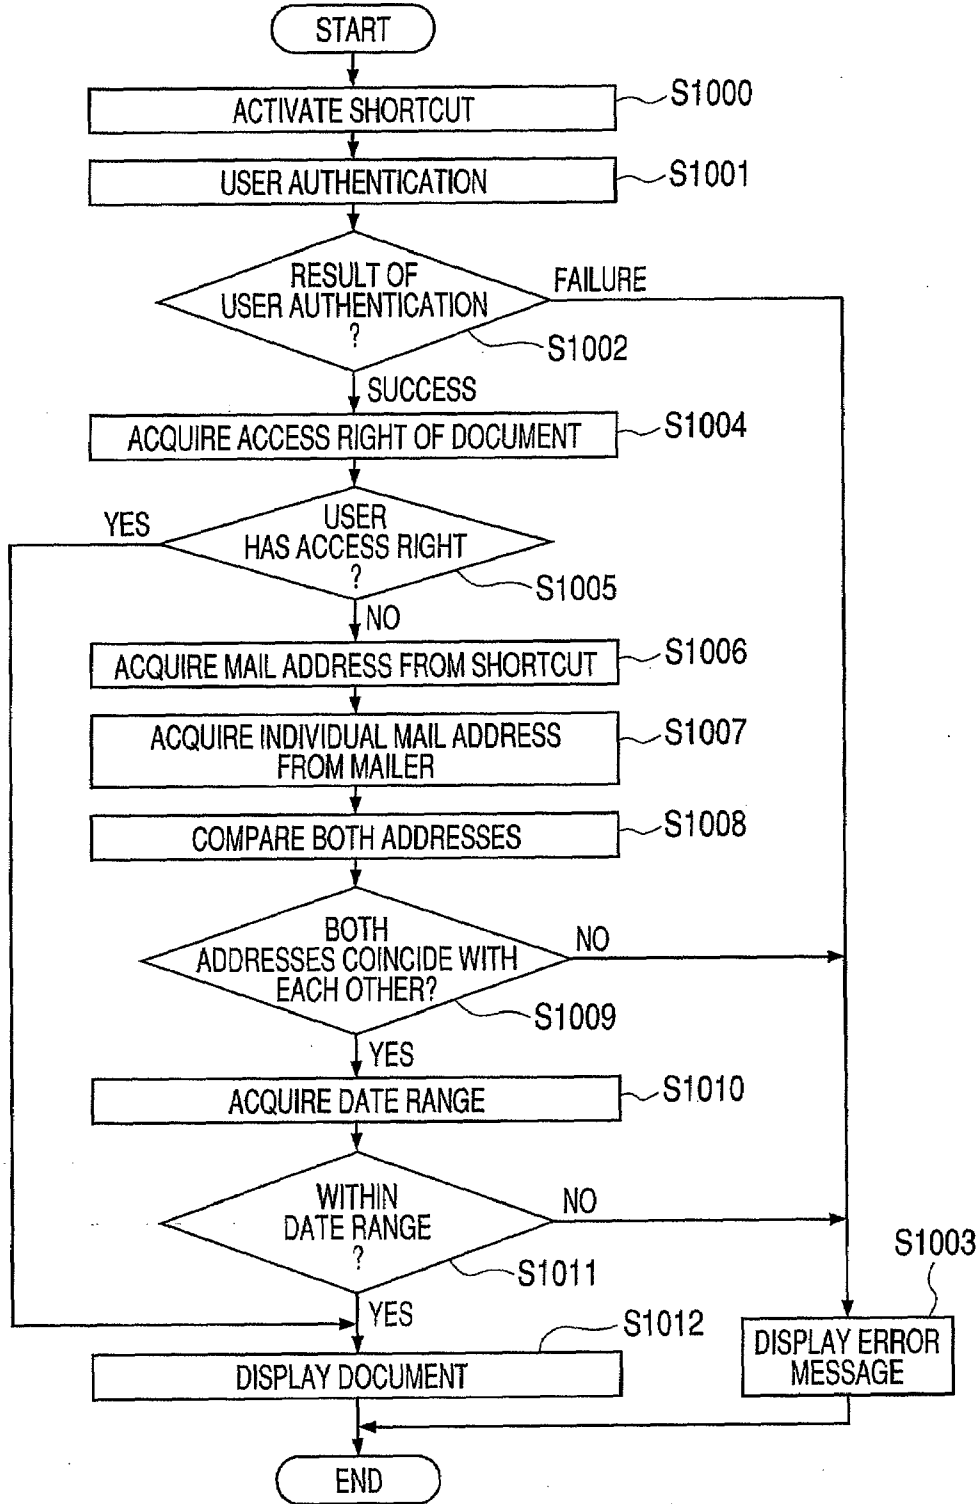 START
ACTIVATE SHORTCUT
S1000
USER AUTHENTICATION
S1001
RESULT OF
USER AUTHENTICATION
?
FAILURE
S1002
SUCCESS
ACQUIRE ACCESS RIGHT OF DOCUMENT
S1004
YES
USER
HAS ACCESS RIGHT
?
S1005
NO
ACQUIRE MAIL ADDRESS FROM SHORTCUT
S1006
ACQUIRE INDIVIDUAL MAIL ADDRESS
FROM MAILER
S1007
COMPARE BOTH ADDRESSES
S1008
BOTH
ADDRESSES COINCIDE WITH
EACH OTHER?
NO
S1009
YES
ACQUIRE DATE RANGE
S1010
WITHIN
DATE RANGE
?
NO
S1011
YES
S1003
DISPLAY ERROR
MESSAGE
S1012
DISPLAY DOCUMENT
END